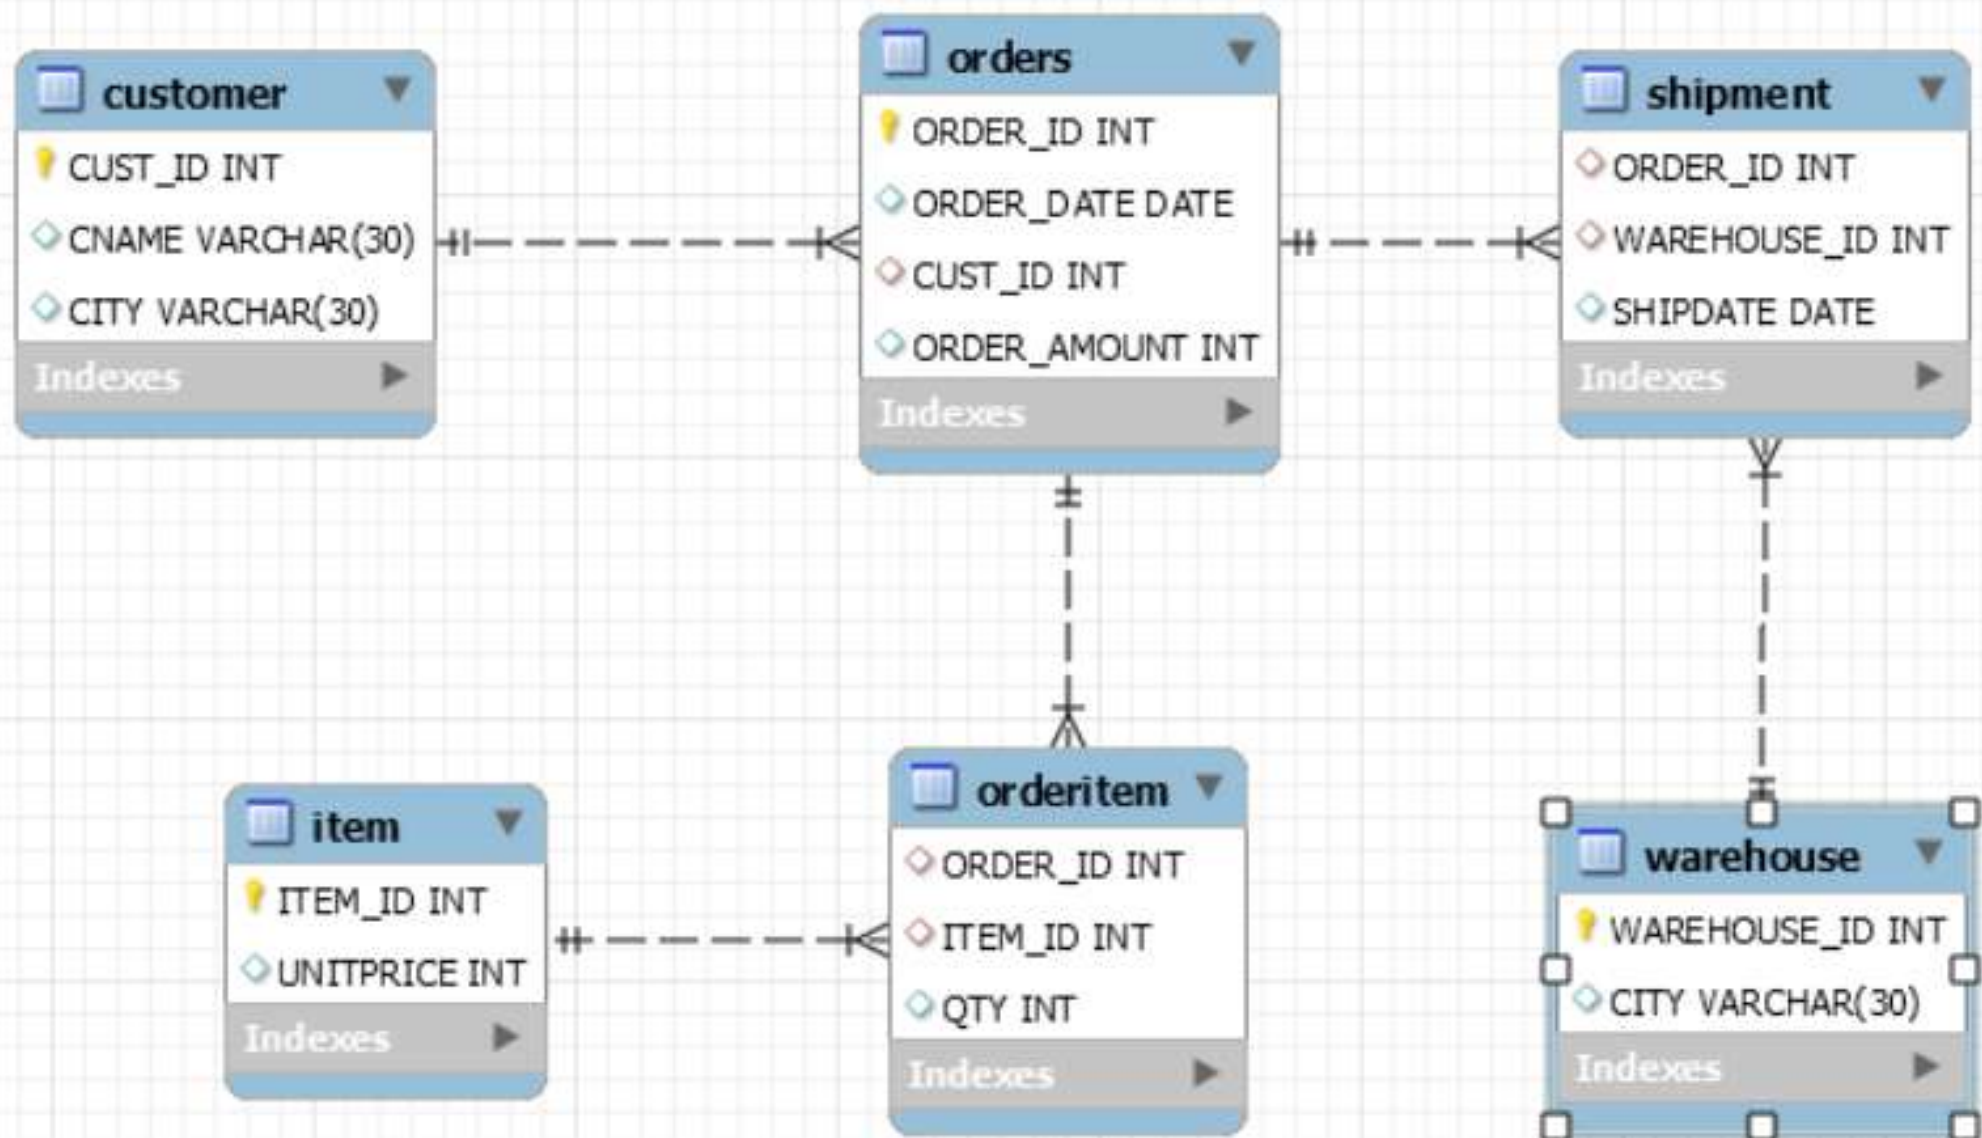 customer
CUST_ID INT
CNAME VARCHAR(30)
CITY VARCHAR(30)
Indexes
orders
ORDER_ID INT
ORDER_DATE DATE
CUST_ID INT
ORDER_AMOUNT INT
Indexes
shipment
ORDER_ID INT
WAREHOUSE_ID INT
SHIPDATE DATE
Indexes
item
ITEM_ID INT
UNITPRICE INT
Indexes
orderitem
ORDER_ID INT
ITEM_ID INT
QTY INT
Indexes
warehouse
WAREHOUSE_ID INT
CITY VARCHAR(30)
Indexes